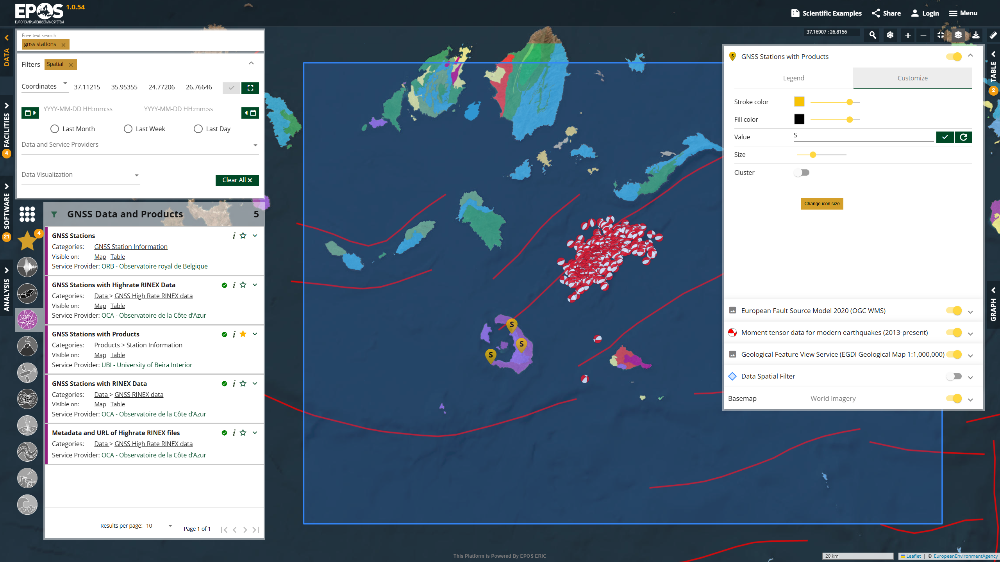 EPOS 1.0.54
EUROPEANPLATEOBSERVINGSYSTEM
Scientific Examples
Share
Login
Menu
37.16907 : 26.8156
DATA
FACILITIES
4
SOFTWARE
21
ANALYSIS
Free text search
gnss stations
Filters
Spatial
Coordinates
37.11215
35.95355
24.77206
26.76646
YYYY-MM-DD HH:mm:ss
YYYY-MM-DD HH:mm:ss
Last Month
Last Week
Last Day
Data and Service Providers
Data Visualization
Clear All
4
GNSS Data and Products 5
GNSS Stations
Categories: GNSS Station Information
Visible on: Map Table
Service Provider: ORB - Observatoire royal de Belgique
GNSS Stations with Highrate RINEX Data
Categories: Data > GNSS High Rate RINEX data
Visible on: Map Table
Service Provider: OCA - Observatoire de la Côte d’Azur
GNSS Stations with Products
Categories: Products > Station Information
Visible on: Map Table
Service Provider: UBI - University of Beira Interior
GNSS Stations with RINEX Data
Categories: Data > GNSS RINEX data
Visible on: Map Table
Service Provider: OCA - Observatoire de la Côte d’Azur
Metadata and URL of Highrate RINEX files
Categories: Data > GNSS High Rate RINEX data
Service Provider: OCA - Observatoire de la Côte d’Azur
Results per page: 10
Page 1 of 1
S
S
S
S
GNSS Stations with Products
Legend
Customize
Stroke color
Fill color
Value S
Size
Cluster
Change icon size
European Fault Source Model 2020 (OGC WMS)
Moment tensor data for modern earthquakes (2013-present)
Geological Feature View Service (EGDI Geological Map 1:1,000,000)
Data Spatial Filter
Basemap World Imagery
TABLE
2
GRAPH
This Platform is Powered By EPOS ERIC
20 km
Leaflet | © EuropeanEnvironmentAgency